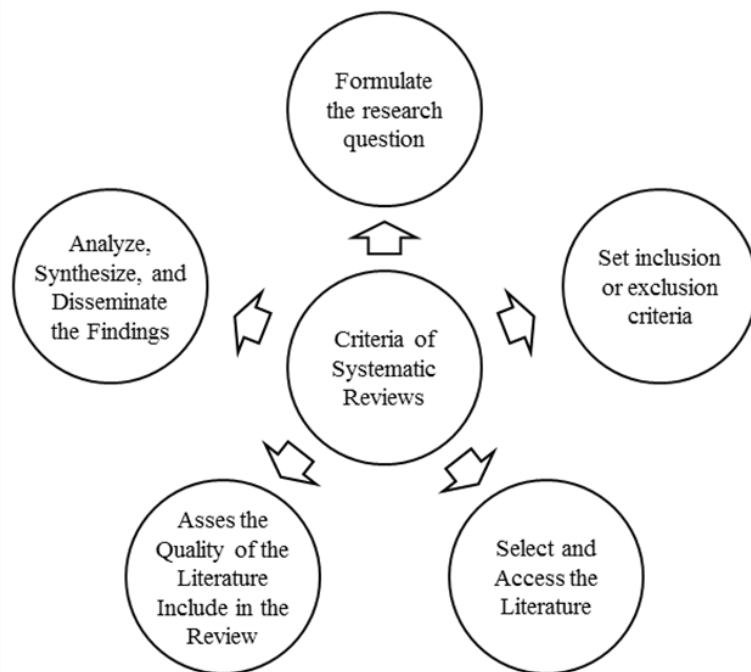 Formulate
the research
question
Set inclusion
or exclusion
criteria
Select and
Access the
Literature
Asses the
Quality of the
Literature
Include in the
Review
Analyze,
Synthesize, and
Disseminate
the Findings
Criteria of
Systematic
Reviews